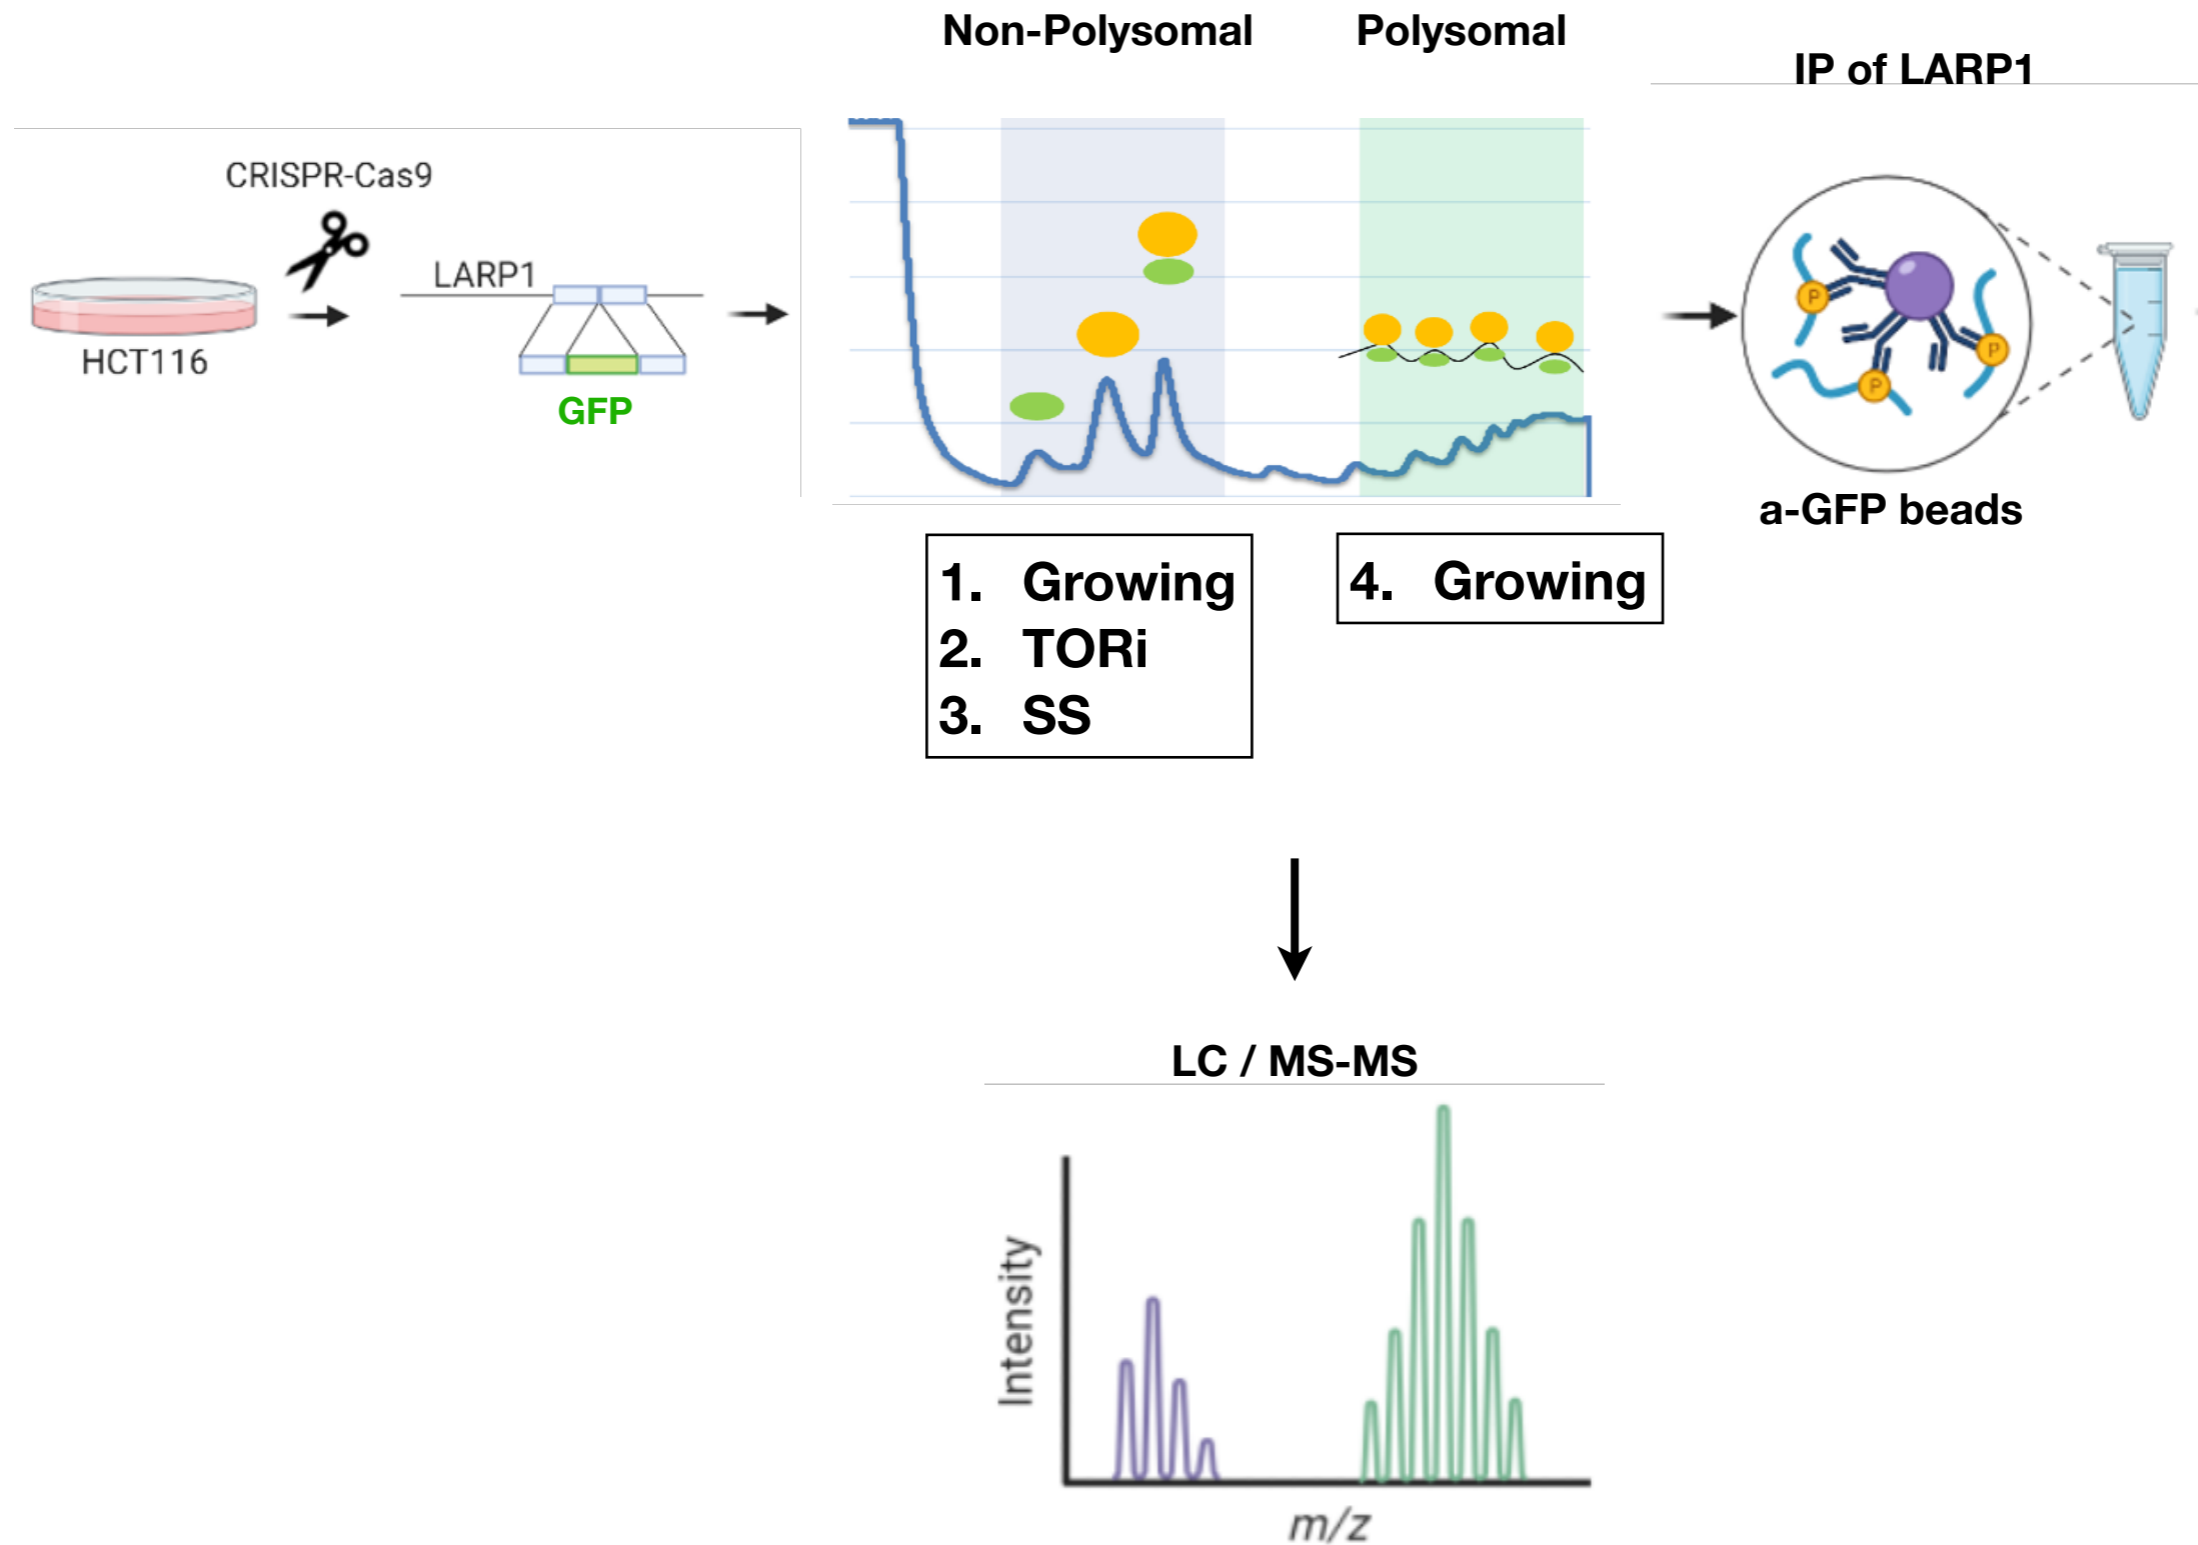 Non-Polysomal
Polysomal
IP of LARP1
CRISPR-Cas9
LARP1
HCT116
GFP
P
P
P
a-GFP beads
1. Growing
2. TORi
3. SS
4. Growing
LC / MS-MS
Intensity
m/z